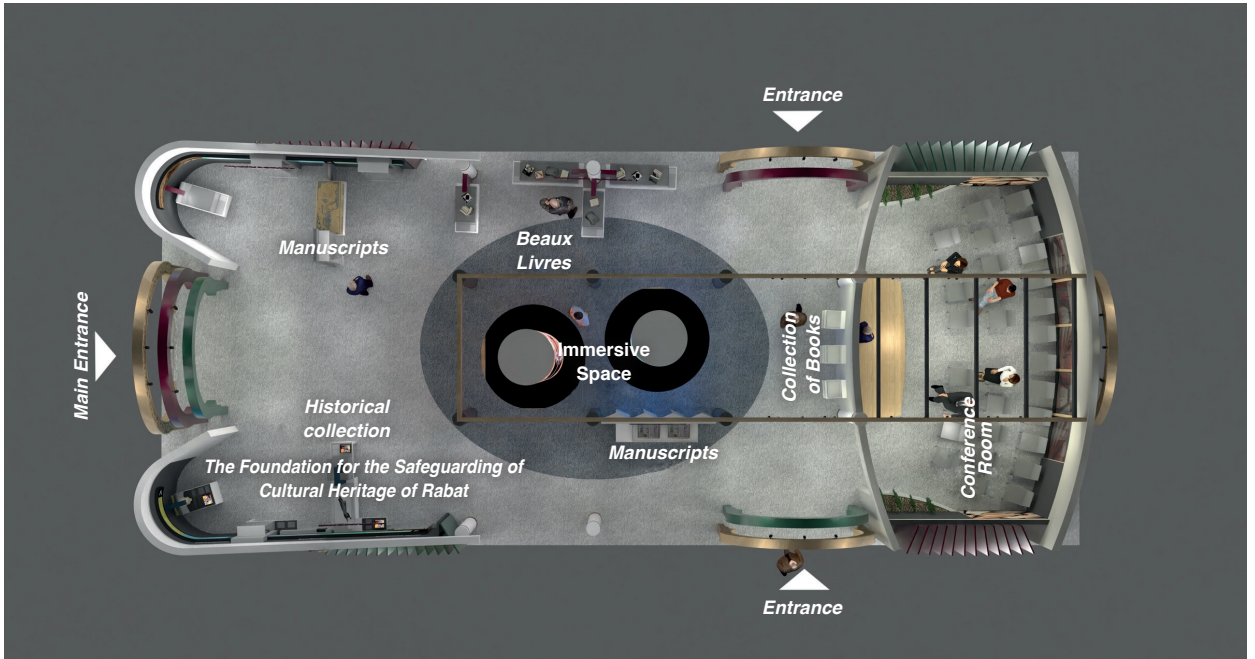 Entrance
Manuscripts
Beaux
Livres
Main Entrance
Immersive
Space
Collection
of Books
Historical
collection
Manuscripts
The Foundation for the Safeguarding of
Cultural Heritage of Rabat
Conference
Room
Entrance